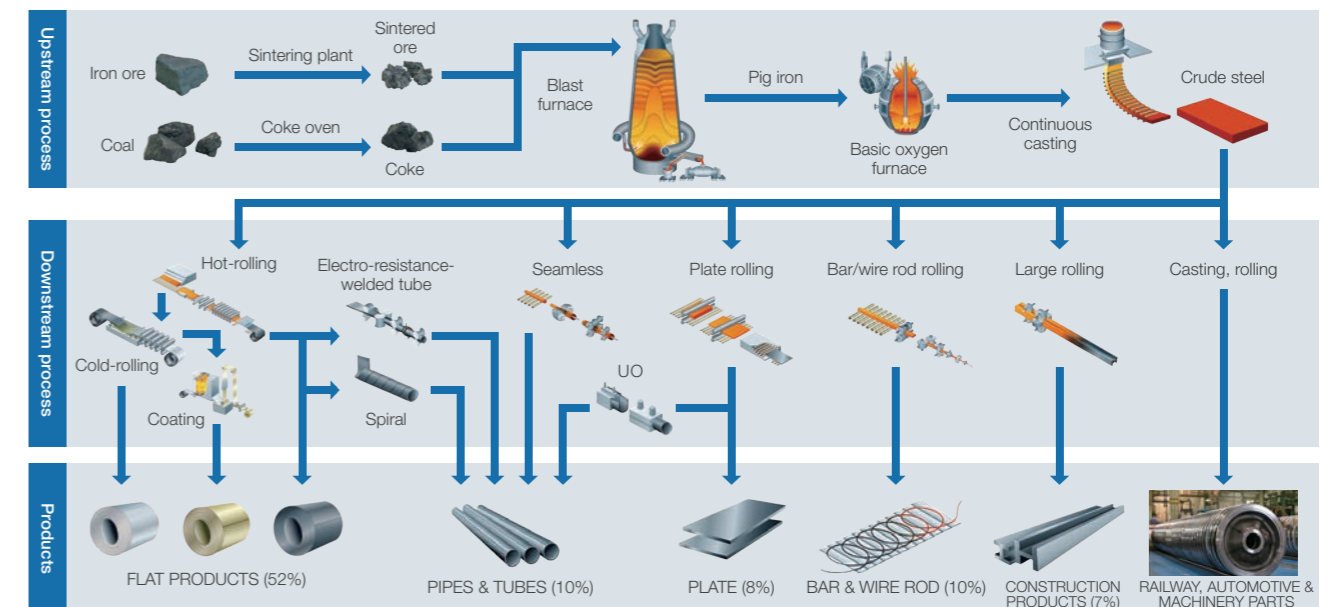 Upstream process
Iron ore
Sintering plant
Sintered
ore
Coal
Coke oven
Coke
Blast
furnace
Pig iron
Basic oxygen
furnace
Continuous
casting
Crude steel
Downstream process
Hot-rolling
Cold-rolling
Coating
Electro-resistance-
welded tube
Spiral
Seamless
UO
Plate rolling
Bar/wire rod rolling
Large rolling
Casting, rolling
Products
FLAT PRODUCTS (52%)
PIPES & TUBES (10%)
PLATE (8%)
BAR & WIRE ROD (10%)
CONSTRUCTION
PRODUCTS (7%)
RAILWAY, AUTOMOTIVE &
MACHINERY PARTS